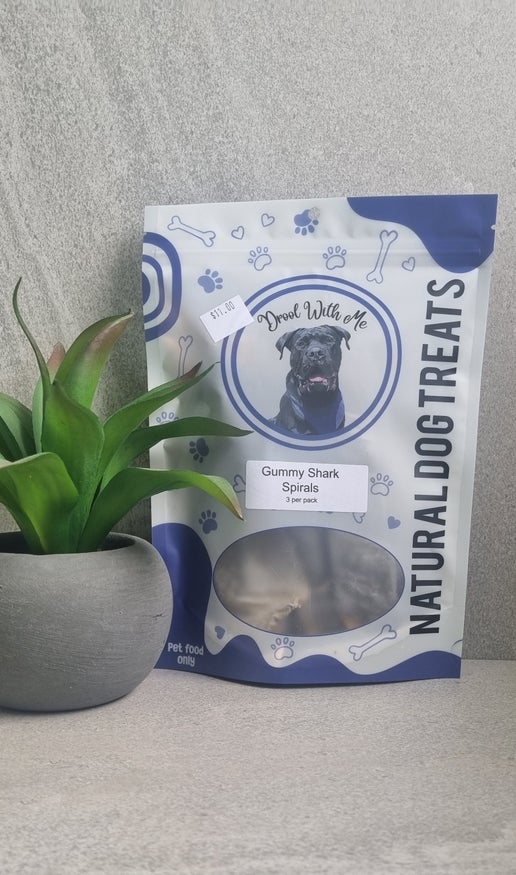 $11.00
Drool With Me
Gummy Shark
Spirals
3 per pack
NATURAL DOG TREATS
Pet food
only